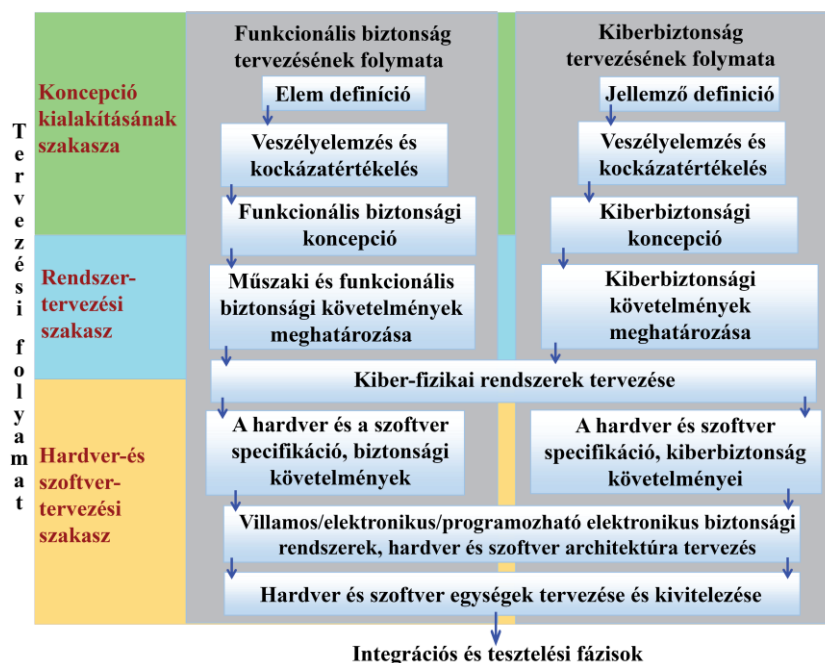 Tervezési folyamat
Koncepció
kialakításának
szakasza
Rendszer-
tervezési
szakasz
Hardver-és
szoftver-
tervezési
szakasz
Funkcionális biztonság
tervezésének folymata
Elem definíció
Veszélyelemzés és
kockázatértékelés
Funkcionális biztonsági
koncepció
Műszaki és funkcionális
biztonsági követelmények
meghatározása
Kiberbiztonság
tervezésének folymata
Jellemző definició
Veszélyelemzés és
kockázatértékelés
Kiberbiztonsági
koncepció
Kiberbiztonsági
követelmények
meghatározása
Kiber-fizikai rendszerek tervezése
A hardver és a szoftver
specifikáció, biztonsági
követelmények
A hardver és szoftver
specifikáció, kiberbiztonság
követelményei
Villamos/elektronikus/programozható elektronikus biztonsági
rendszerek, hardver és szoftver architektúra tervezés
Hardver és szoftver egységek tervezése és kivitelezése
Integrációs és tesztelési fázisok